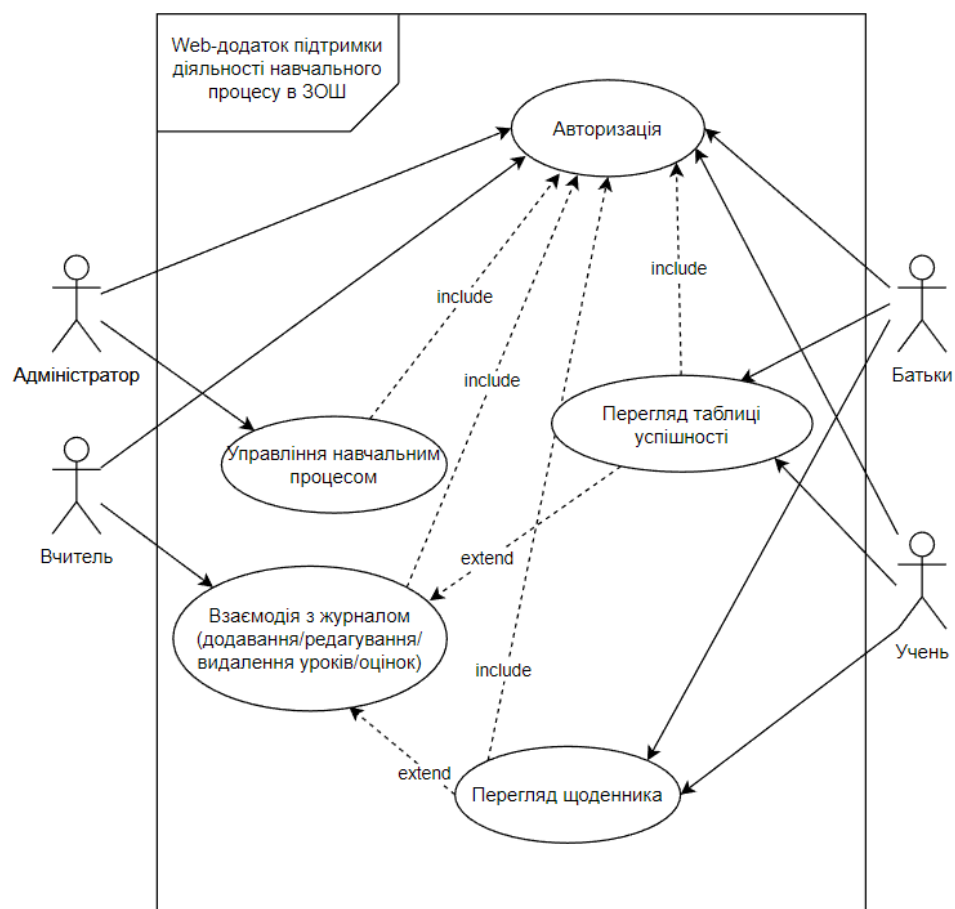 Web-додаток підтримки
діяльності навчального
процесу в ЗОШ
Авторизація
include
include
include
Адміністратор
Батьки
Перегляд таблиці
успішності
Управління навчальним
процесом
Вчитель
extend
Взаємодія з журналом
(додавання/редагування/
видалення уроків/оцінок)
Учень
include
extend
Перегляд щоденника